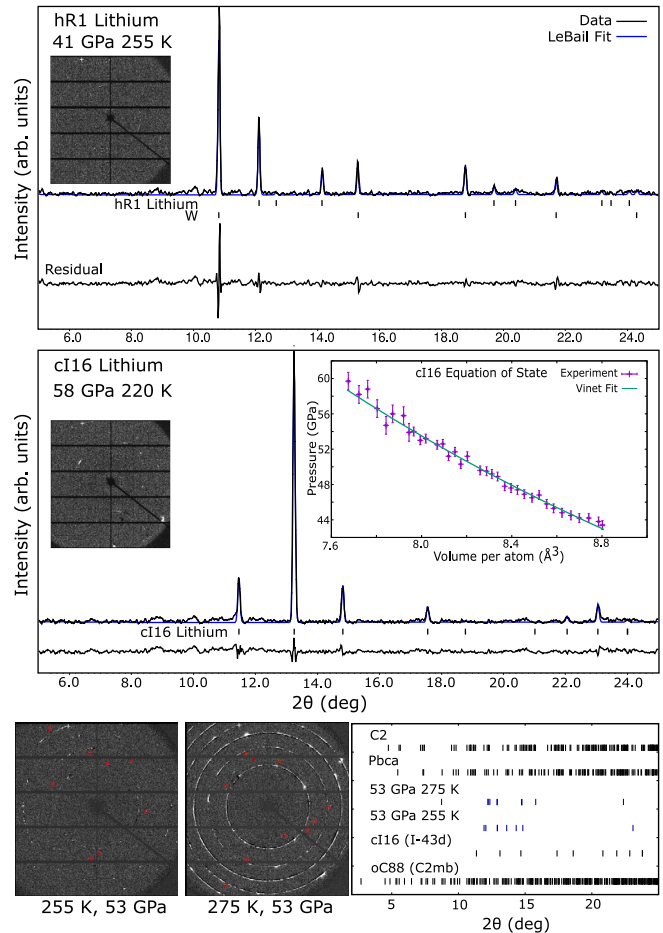 hR1 Lithium
41 GPa 255 K
Data
LeBail Fit
Intensity (arb. units)
hR1 Lithium
W
Residual
6.0 8.0 10.0 12.0 14.0 16.0 18.0 20.0 22.0 24.0
cI16 Lithium
58 GPa 220 K
cI16 Equation of State
Experiment
Vinet Fit
Pressure (GPa)
60
56
52
48
44
7.6 8.0 8.4 8.8
Volume per atom (Å3)
Intensity (arb. units)
cI16 Lithium
6.0 8.0 10.0 12.0 14.0 16.0 18.0 20.0 22.0 24.0
2θ (deg)
255 K, 53 GPa
275 K, 53 GPa
C2
Pbca
53 GPa 275 K
53 GPa 255 K
cI16 (I-43d)
oC88 (C2mb)
5 10 15 20
2θ (deg)